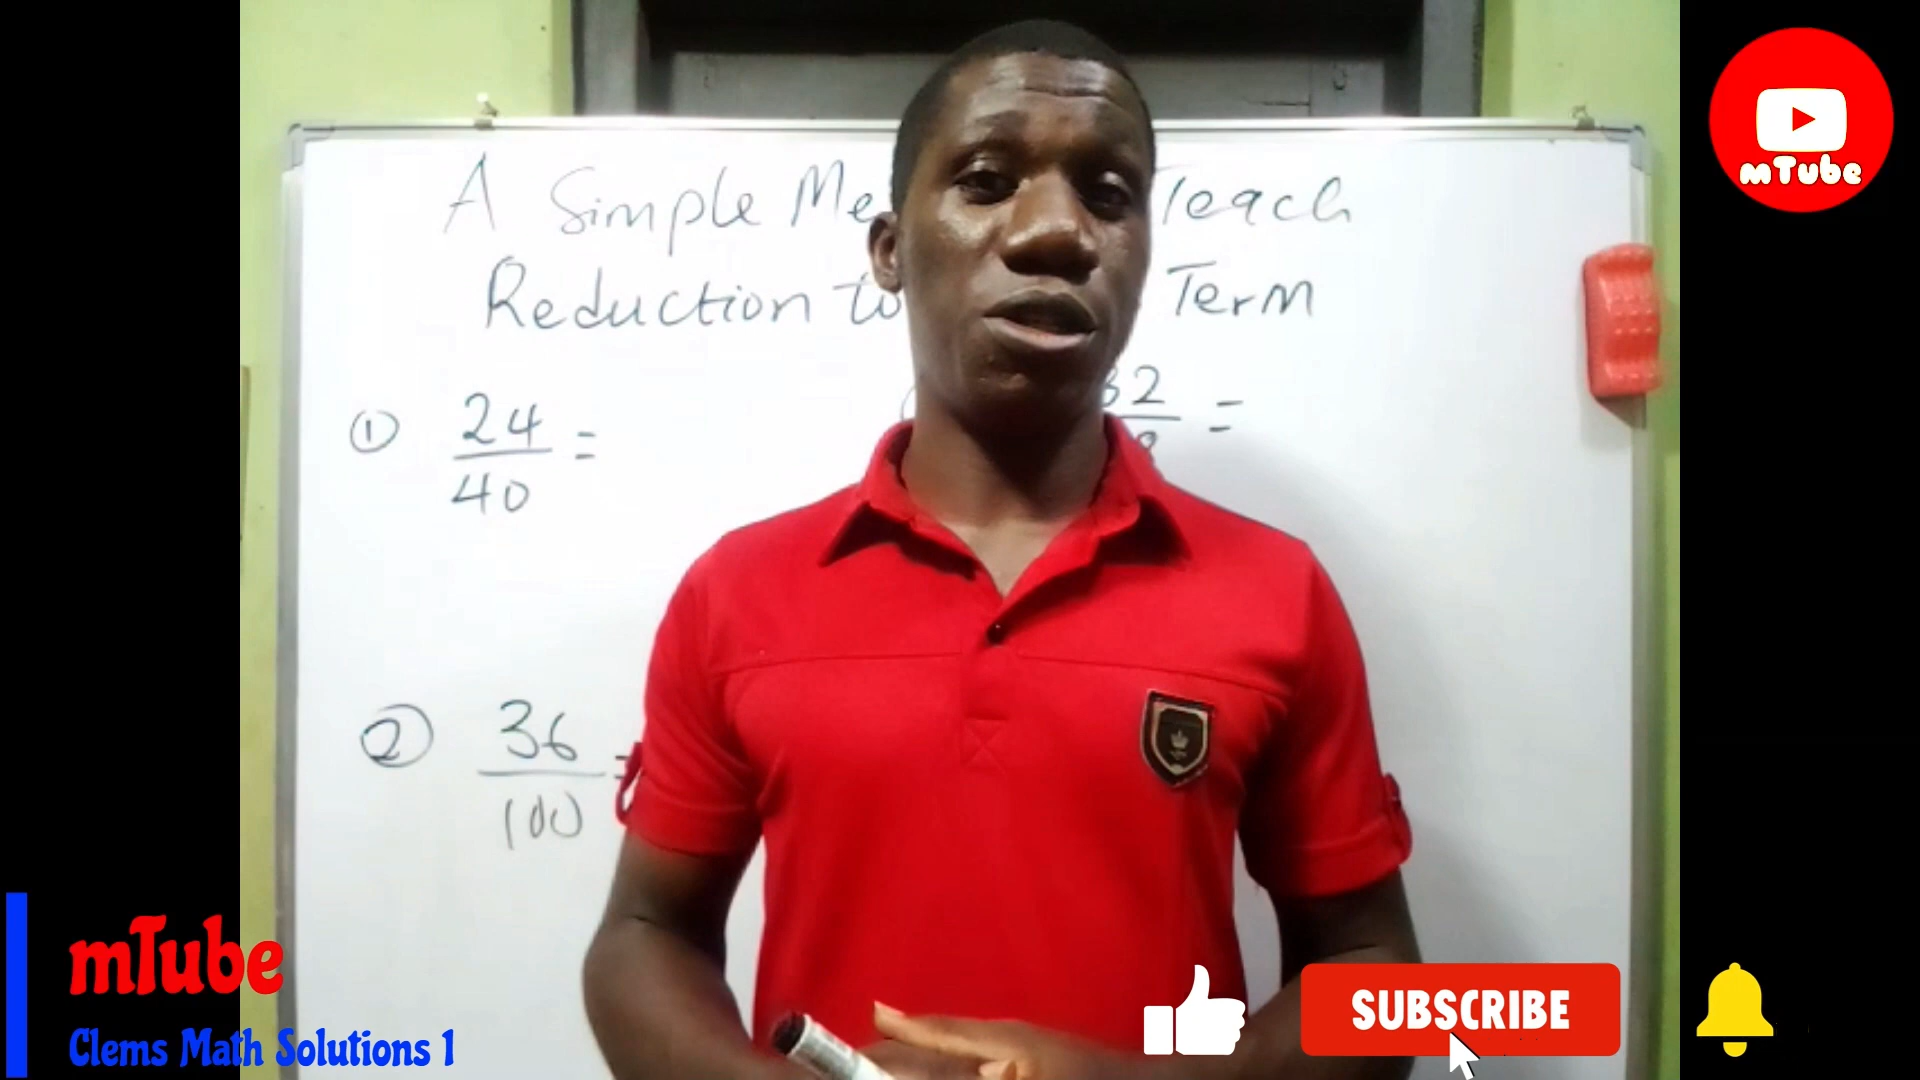 mTube
A Simple Me Teach
Reduction to Term
① 24/40 =
32/ =
② 36/100 =
mTube
Clems Math Solutions 1
SUBSCRIBE